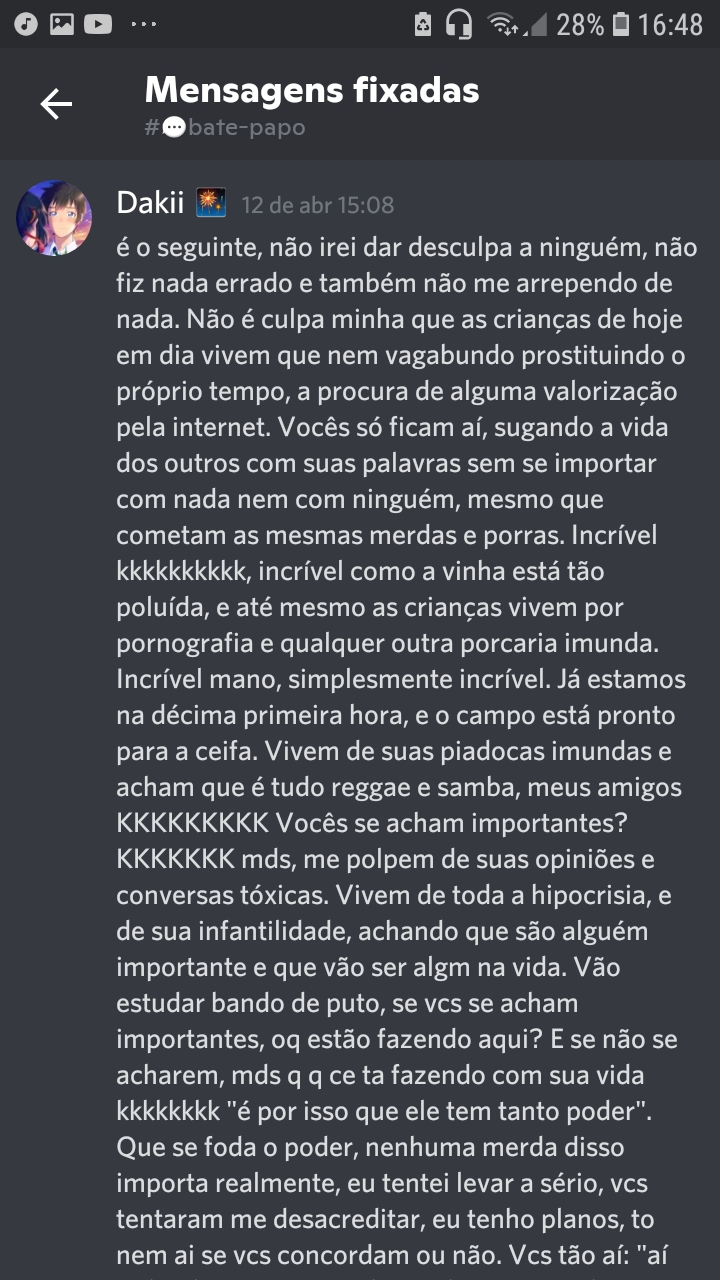 28% 16:48
Mensagens fixadas
#💬bate-papo
Dakii 🎆 12 de abr 15:08
é o seguinte, não irei dar desculpa a ninguém, não
fiz nada errado e também não me arrependo de
nada. Não é culpa minha que as crianças de hoje
em dia vivem que nem vagabundo prostituindo o
próprio tempo, a procura de alguma valorização
pela internet. Vocês só ficam aí, sugando a vida
dos outros com suas palavras sem se importar
com nada nem com ninguém, mesmo que
cometam as mesmas merdas e porras. Incrível
kkkkkkkkkk, incrível como a vinha está tão
poluída, e até mesmo as crianças vivem por
pornografia e qualquer outra porcaria imunda.
Incrível mano, simplesmente incrível. Já estamos
na décima primeira hora, e o campo está pronto
para a ceifa. Vivem de suas piadocas imundas e
acham que é tudo reggae e samba, meus amigos
KKKKKKKKK Vocês se acham importantes?
KKKKKKK mds, me polpem de suas opiniões e
conversas tóxicas. Vivem de toda a hipocrisia, e
de sua infantilidade, achando que são alguém
importante e que vão ser algm na vida. Vão
estudar bando de puto, se vcs se acham
importantes, oq estão fazendo aqui? E se não se
acharem, mds q q ce ta fazendo com sua vida
kkkkkkkk "é por isso que ele tem tanto poder".
Que se foda o poder, nenhuma merda disso
importa realmente, eu tentei levar a sério, vcs
tentaram me desacreditar, eu tenho planos, to
nem ai se vcs concordam ou não. Vcs tão aí: "aí